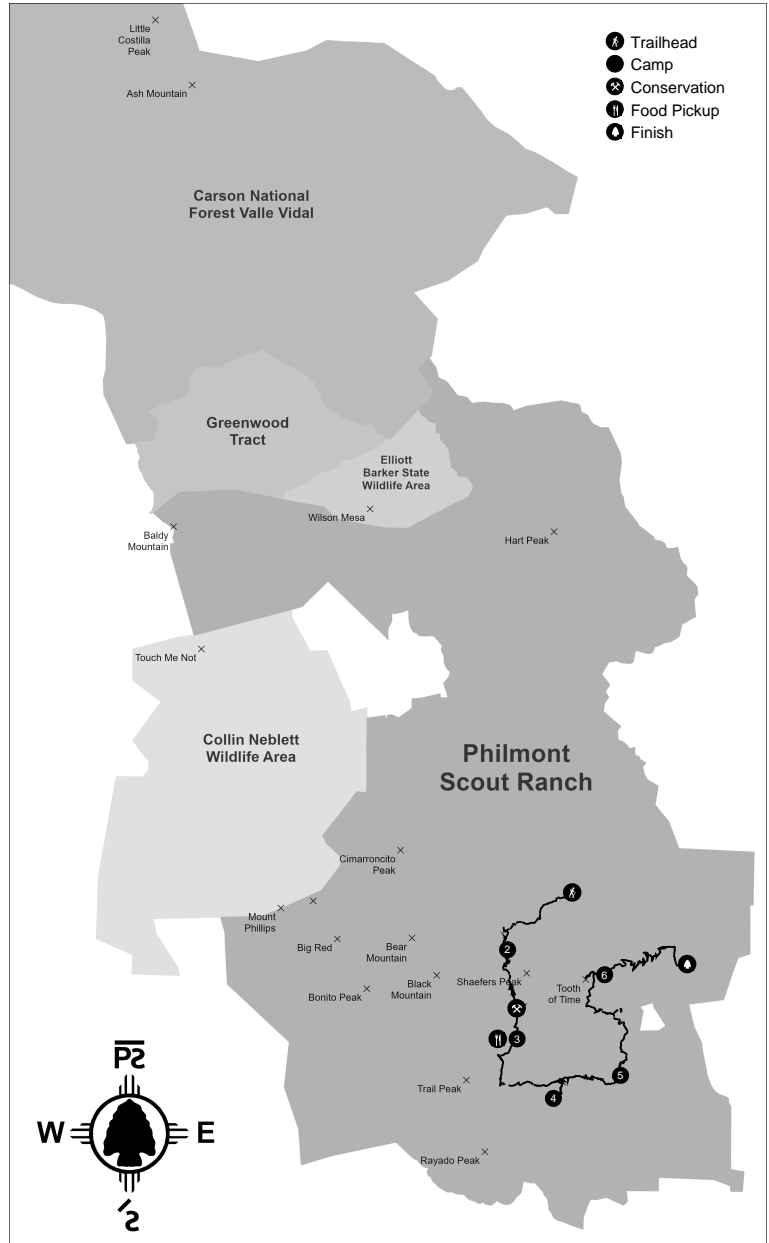 Little
Costilla
Peak
Ash Mountain
Trailhead
Camp
Conservation
Food Pickup
Finish
Carson National
Forest Valle Vidal
Greenwood
Tract
Elliott
Barker State
Wildlife Area
Wilson Mesa
Baldy
Mountain
Hart Peak
Touch Me Not
Collin Neblett
Wildlife Area
Philmont
Scout Ranch
Cimarroncito
Peak
Mount
Phillips
Big Red
Bear
Mountain
Black
Mountain
Bonito Peak
Shaefers Peak
Tooth
of Time
2
3
4
5
6
Trail Peak
Rayado Peak
W
E